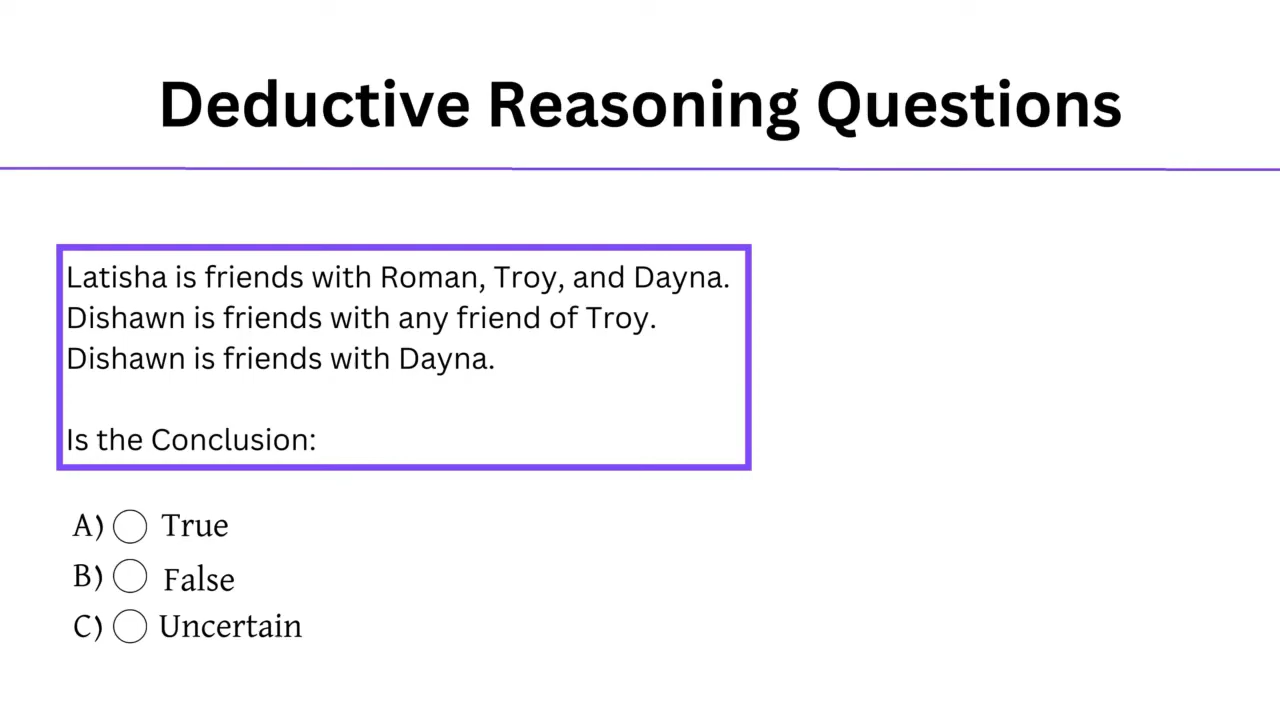 Deductive Reasoning Questions
Latisha is friends with Roman, Troy, and Dayna.
Dishawn is friends with any friend of Troy.
Dishawn is friends with Dayna.
Is the Conclusion:
A) True
B) False
C) Uncertain